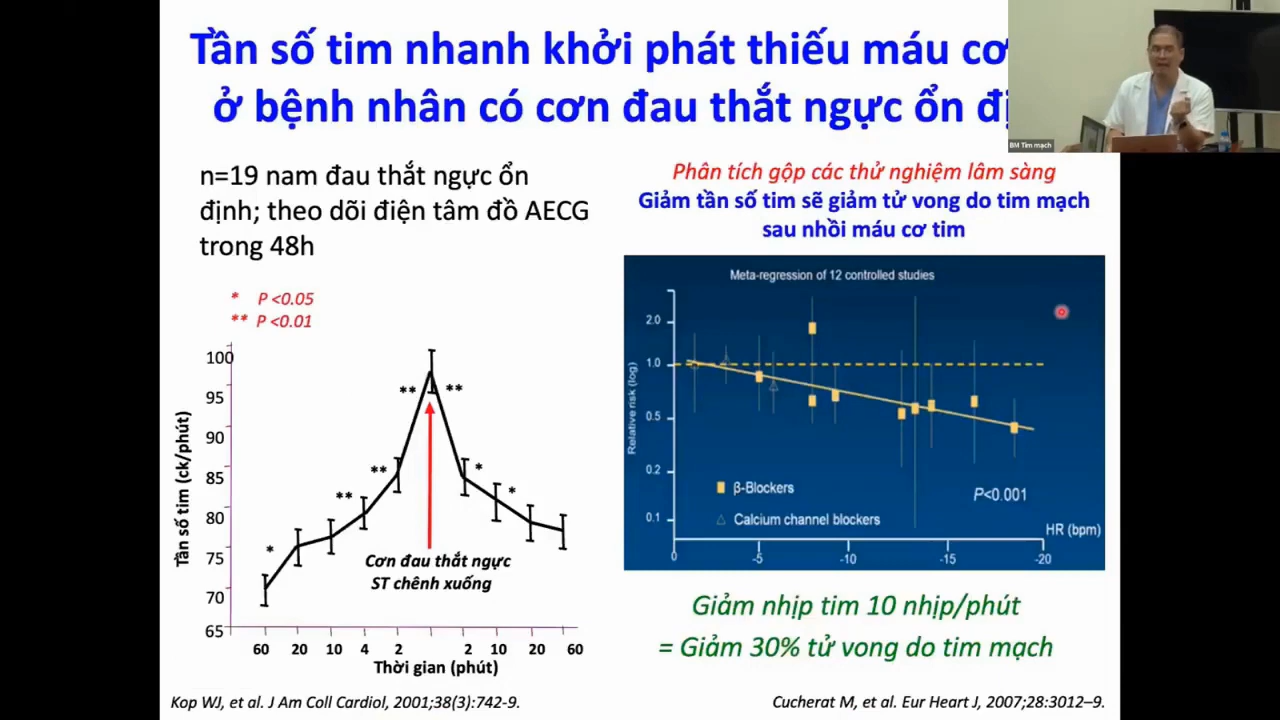 Tần số tim nhanh khởi phát thiếu máu cơ
ở bệnh nhân có cơn đau thắt ngực ổn
BM Tim mạch
n=19 nam đau thắt ngực ổn
định; theo dõi điện tâm đồ AECG
trong 48h
* P <0.05
** P <0.01
Tần số tim (ck/phút)
100
95
90
85
80
75
70
65
* ** ** ** ** * *
Cơn đau thắt ngực
ST chênh xuống
60 20 10 4 2 2 10 20 60
Thời gian (phút)
Kop WJ, et al. J Am Coll Cardiol, 2001;38(3):742-9.
Phân tích gộp các thử nghiệm lâm sàng
Giảm tần số tim sẽ giảm tử vong do tim mạch
sau nhồi máu cơ tim
Meta-regression of 12 controlled studies
Relative risk (log)
2.0
1.0
0.5
0.2
0.1
β-Blockers
Calcium channel blockers
P<0.001
HR (bpm)
0 -5 -10 -15 -20
Giảm nhịp tim 10 nhịp/phút
= Giảm 30% tử vong do tim mạch
Cucherat M, et al. Eur Heart J, 2007;28:3012–9.